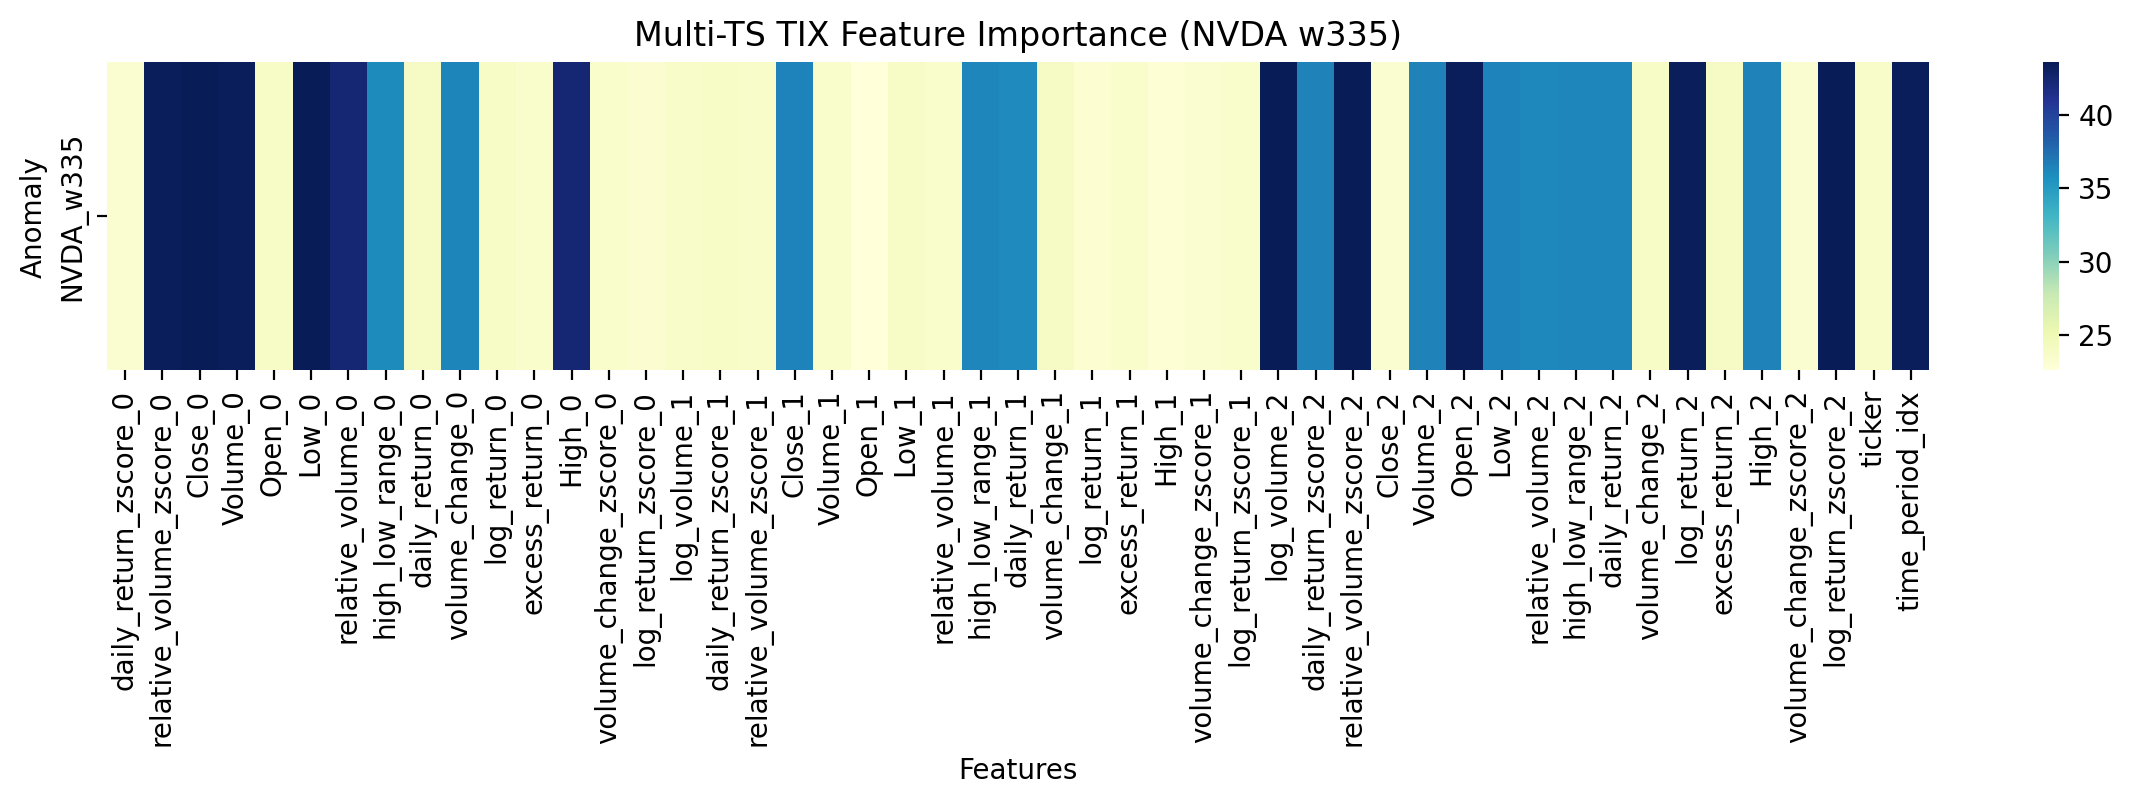 Multi-TS TIX Feature Importance (NVDA w335)
Anomaly
NVDA_w335
40
35
30
25
daily_return_zscore_0
relative_volume_zscore_0
Close_0
Volume_0
Open_0
Low_0
relative_volume_0
high_low_range_0
daily_return_0
volume_change_0
log_return_0
excess_return_0
High_0
volume_change_zscore_0
log_return_zscore_0
log_volume_1
daily_return_zscore_1
relative_volume_zscore_1
Close_1
Volume_1
Open_1
Low_1
relative_volume_1
high_low_range_1
daily_return_1
volume_change_1
log_return_1
excess_return_1
High_1
volume_change_zscore_1
log_return_zscore_1
log_volume_2
daily_return_zscore_2
relative_volume_zscore_2
Close_2
Volume_2
Open_2
Low_2
relative_volume_2
high_low_range_2
daily_return_2
volume_change_2
log_return_2
excess_return_2
High_2
volume_change_zscore_2
log_return_zscore_2
ticker
time_period_idx
Features